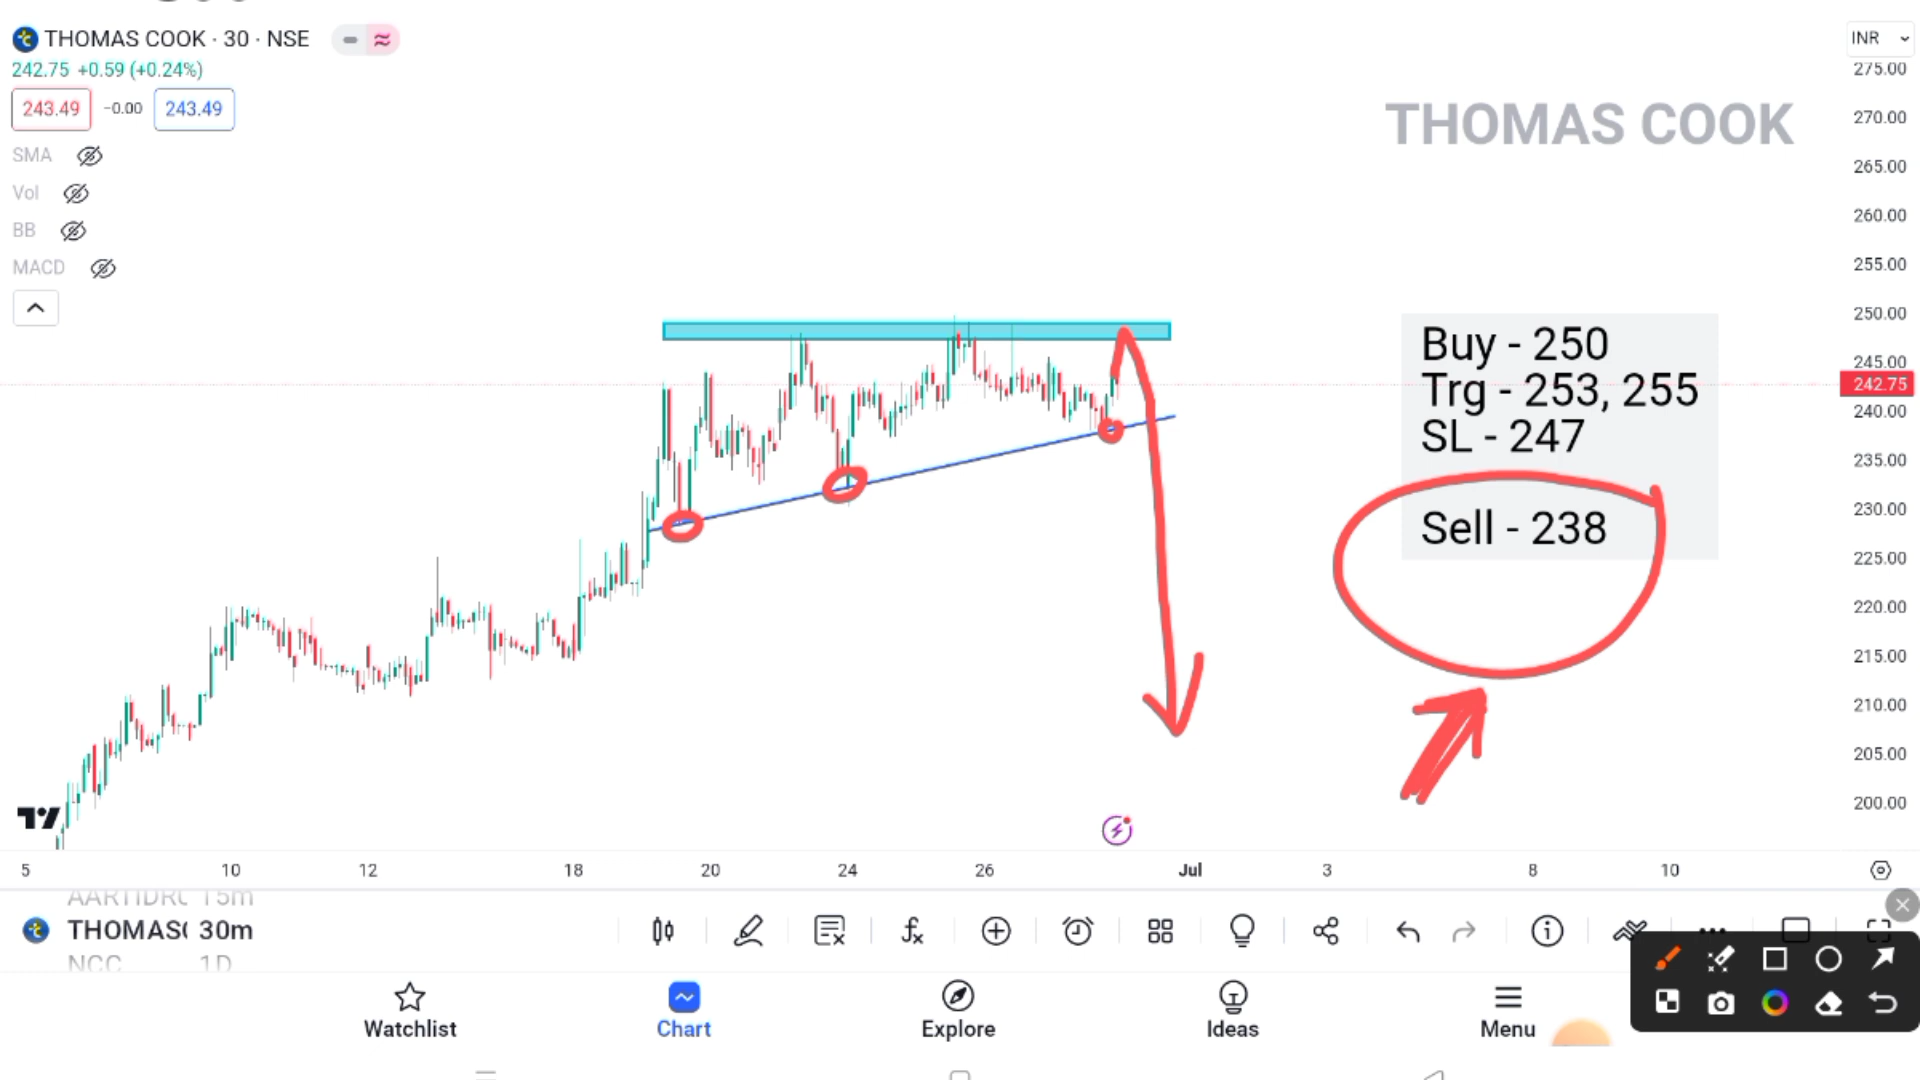 THOMAS COOK · 30 · NSE
INR
242.75 +0.59 (+0.24%)
243.49 −0.00 243.49
SMA
Vol
BB
MACD
THOMAS COOK
275.00
270.00
265.00
260.00
255.00
250.00
245.00
242.75
240.00
235.00
230.00
225.00
220.00
215.00
210.00
205.00
200.00
Buy - 250
Trg - 253, 255
SL - 247
Sell - 238
5 10 12 18 20 24 26 Jul 3 8 10
15m
THOMASC 30m
NCC 1D
Watchlist
Chart
Explore
Ideas
Menu